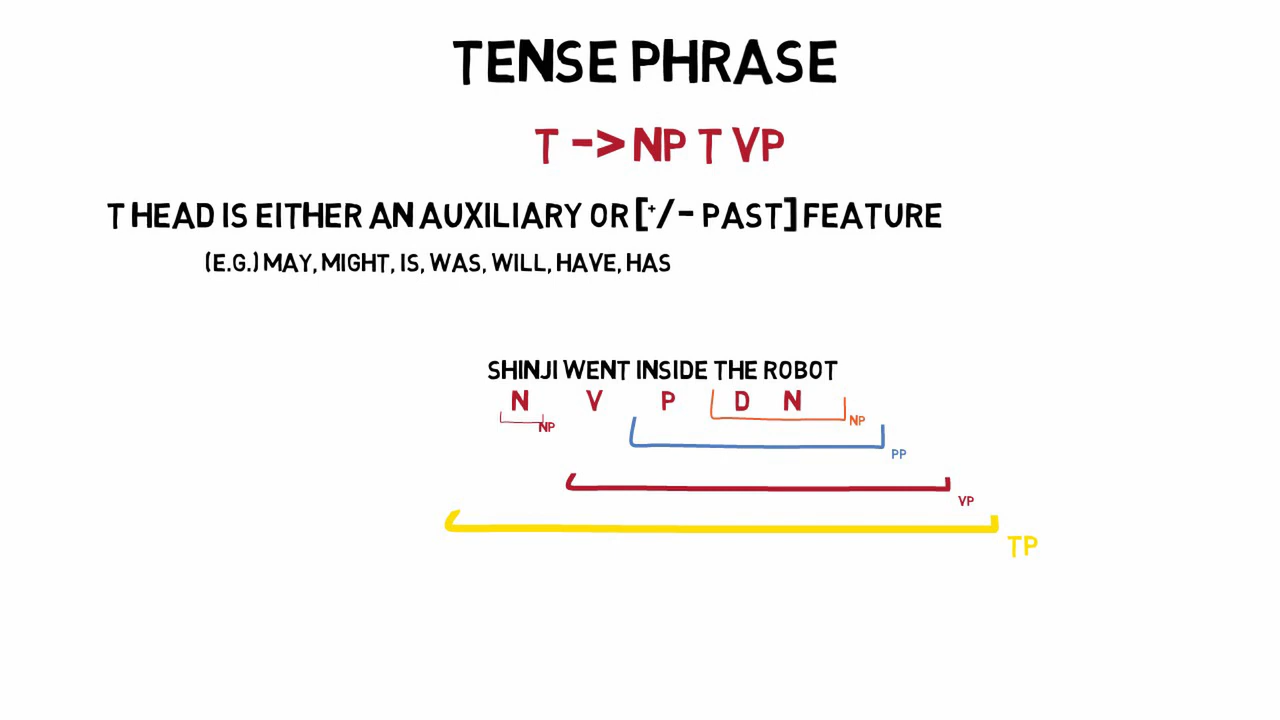 TENSE PHRASE
T -> NP T VP
T HEAD IS EITHER AN AUXILIARY OR [+/- PAST] FEATURE
(E.G.) MAY, MIGHT, IS, WAS, WILL, HAVE, HAS
SHINJI WENT INSIDE THE ROBOT
N V P D N
NP NP
PP
VP
TP